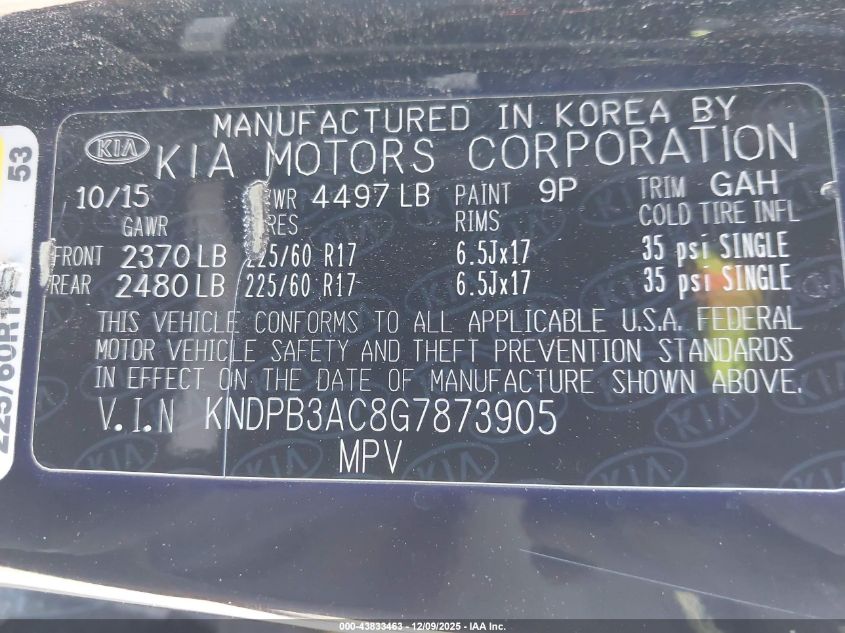 MANUFACTURED IN KOREA BY
KIA KIA MOTORS CORPORATION
10/15 WR 4497 LB PAINT 9P TRIM GAH
GAWR RES RIMS COLD TIRE INFL
FRONT 2370 LB 225/60 R17 6.5Jx17 35 psi SINGLE
REAR 2480 LB 225/60 R17 6.5Jx17 35 psi SINGLE
THIS VEHICLE CONFORMS TO ALL APPLICABLE U.S.A. FEDERAL
MOTOR VEHICLE SAFETY AND THEFT PREVENTION STANDARDS
IN EFFECT ON THE DATE OF MANUFACTURE SHOWN ABOVE.
V.I.N KNDPB3AC8G7873905
MPV
53
225/60R17
000-43833463 | 12/09/2025 - IAA Inc.